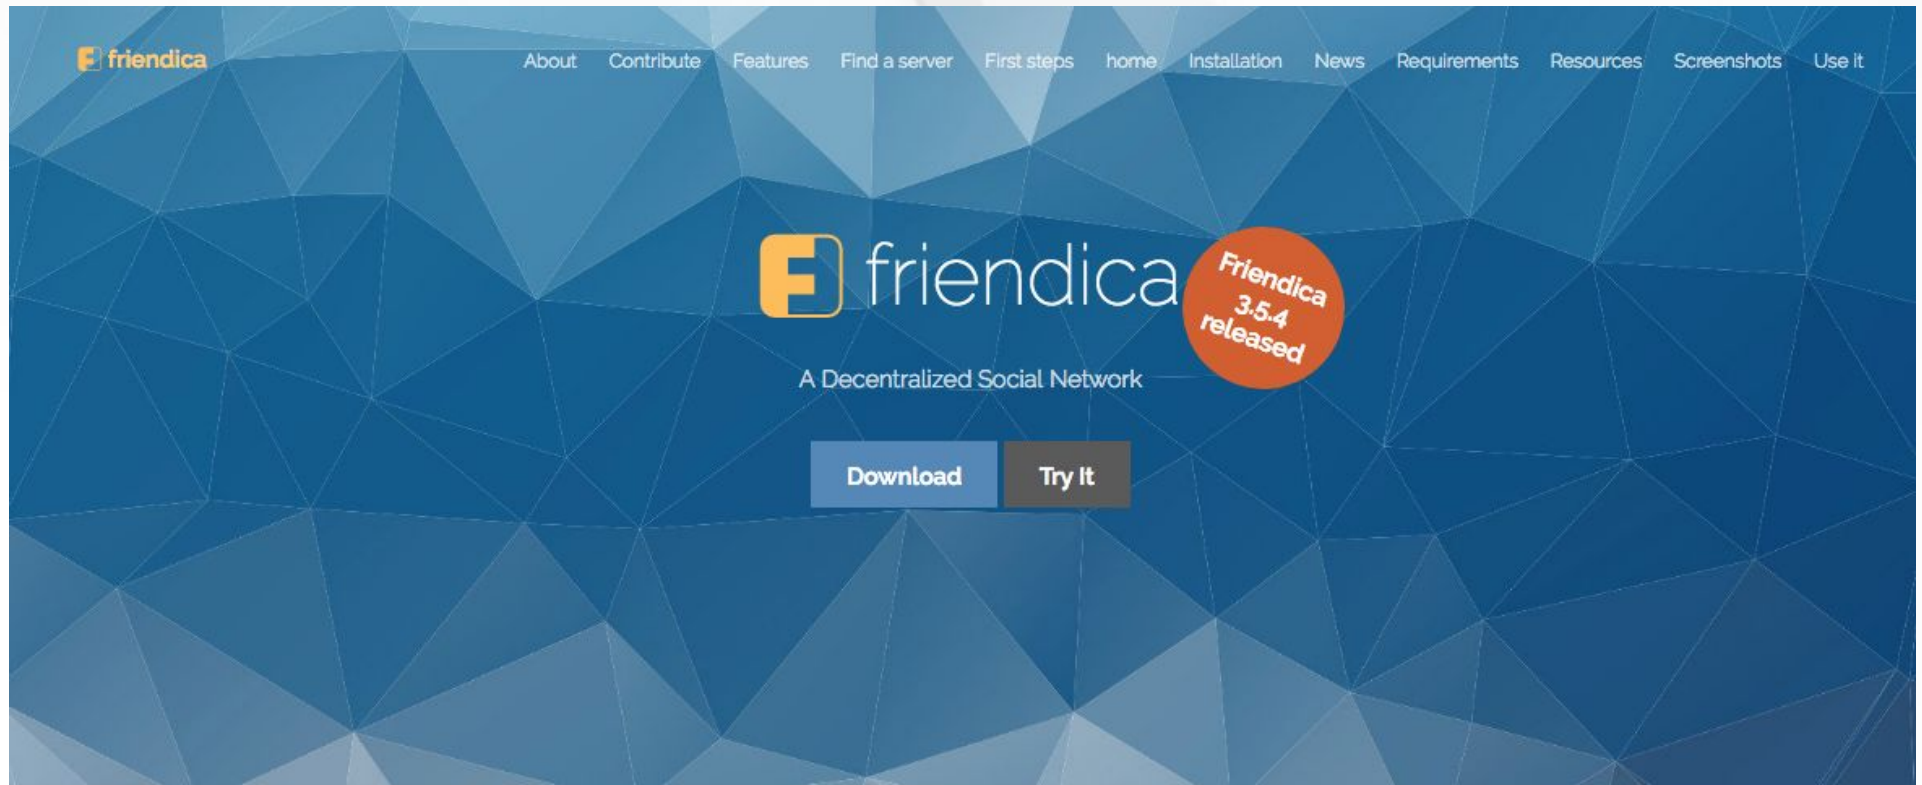 friendica
About Contribute Features Find a server First steps home Installation News Requirements Resources Screenshots Use it
friendica
Friendica
3.5.4
released
A Decentralized Social Network
Download Try It